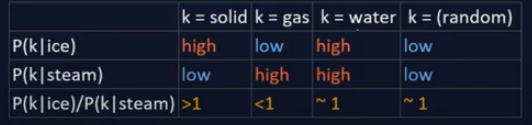 k = solid k = gas k = water k = (random)
P(k|ice) high low high low
P(k|steam) low high high low
P(k|ice)/P(k|steam) >1 <1 ~ 1 ~ 1